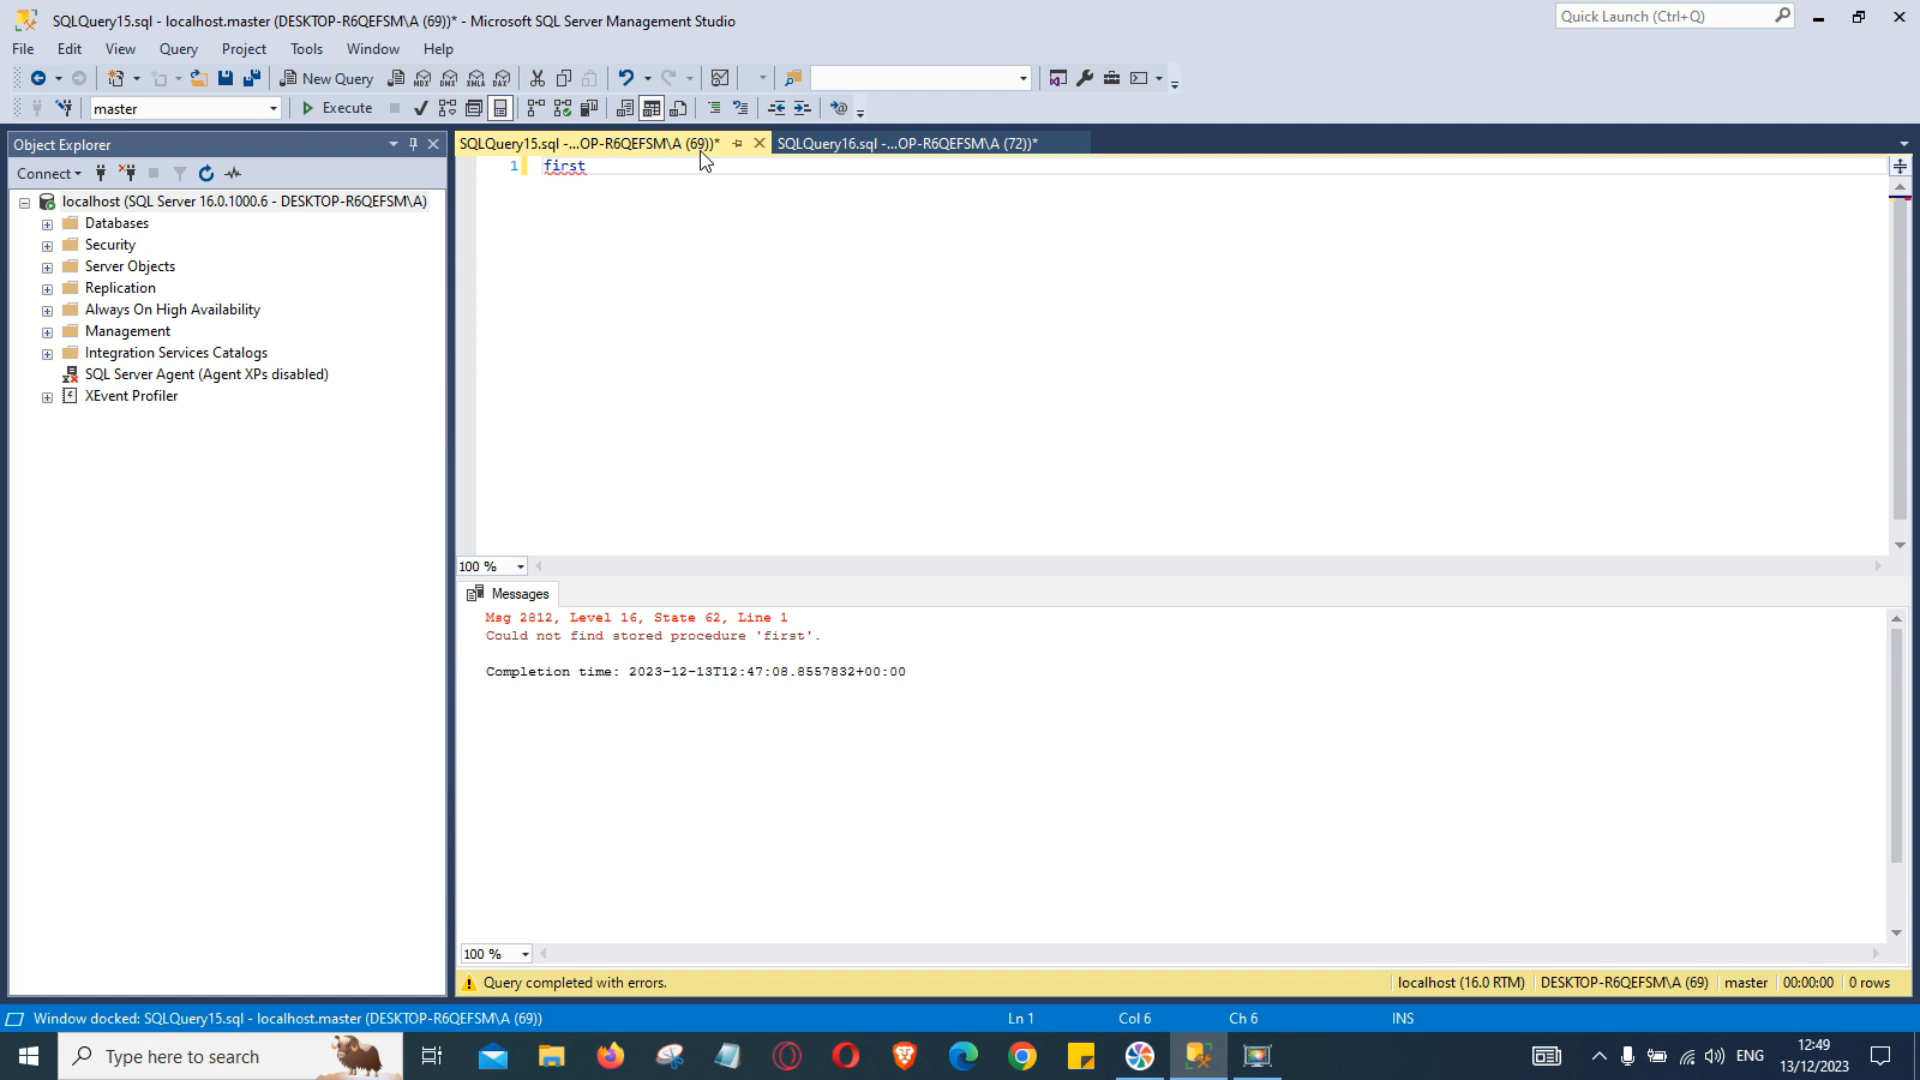 SQLQuery15.sql - localhost.master (DESKTOP-R6QEFSM\A (69))* - Microsoft SQL Server Management Studio
Quick Launch (Ctrl+Q)
File Edit View Query Project Tools Window Help
New Query MDX DMX XMLA DAX
master Execute
Object Explorer
SQLQuery15.sql -...OP-R6QEFSM\A (69))*
SQLQuery16.sql -...OP-R6QEFSM\A (72))*
Connect
1 first
localhost (SQL Server 16.0.1000.6 - DESKTOP-R6QEFSM\A)
Databases
Security
Server Objects
Replication
Always On High Availability
Management
Integration Services Catalogs
SQL Server Agent (Agent XPs disabled)
XEvent Profiler
100 %
Messages
Msg 2812, Level 16, State 62, Line 1
Could not find stored procedure 'first'.
Completion time: 2023-12-13T12:47:08.8557832+00:00
100 %
Query completed with errors.
localhost (16.0 RTM) DESKTOP-R6QEFSM\A (69) master 00:00:00 0 rows
Window docked: SQLQuery15.sql - localhost.master (DESKTOP-R6QEFSM\A (69))
Ln 1 Col 6 Ch 6 INS
Type here to search
ENG
12:49
13/12/2023